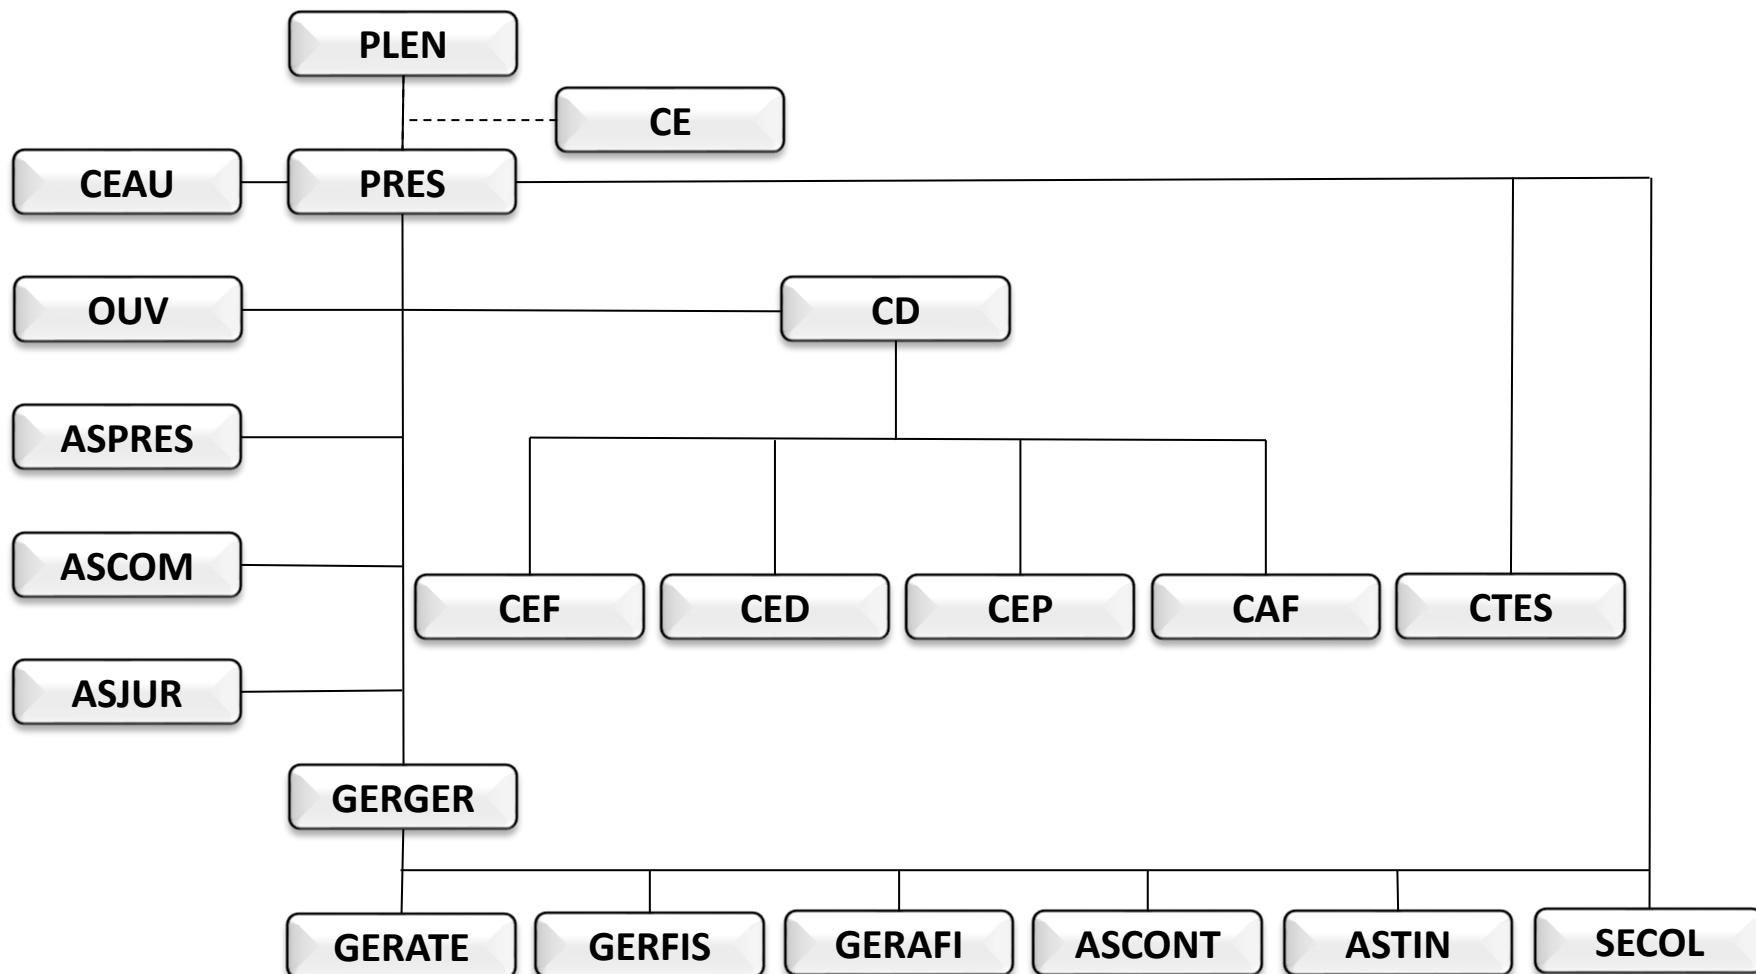 PLEN
CE
CEAU
PRES
OUV
CD
ASPRES
ASCOM
CEF
CED
CEP
CAF
CTES
ASJUR
GERGER
GERATE
GERFIS
GERAFI
ASCONT
ASTIN
SECOL